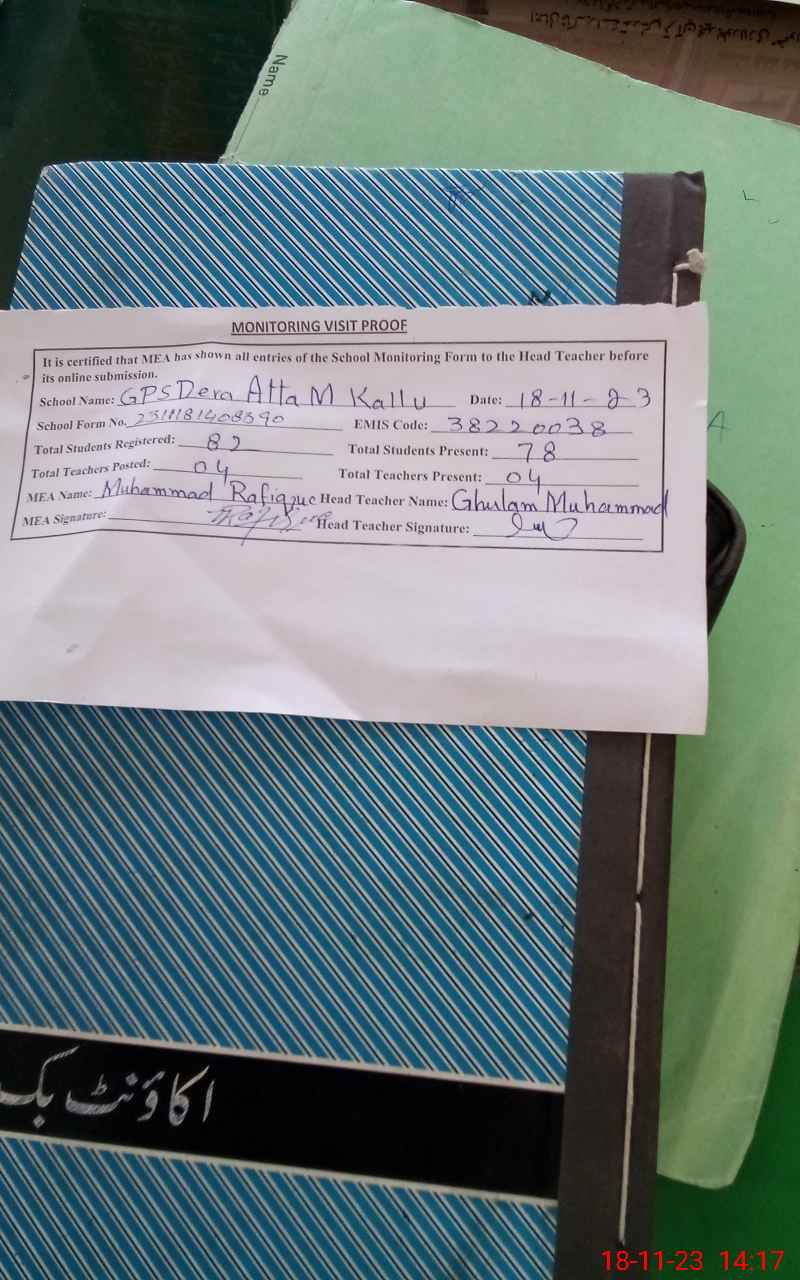 Name
MONITORING VISIT PROOF
It is certified that MEA has shown all entries of the School Monitoring Form to the Head Teacher before
its online submission.
School Name: GPS Dera Atta M Kallu Date: 18-11-23
School Form No. EMIS Code: 38220038
Total Students Registered: 82 Total Students Present: 78
Total Teachers Posted: 04 Total Teachers Present: 04
MEA Name: Muhammad Rafique Head Teacher Name: Ghulam Muhammad
MEA Signature: Head Teacher Signature:
اکاؤنٹ بک
18-11-23 14:17